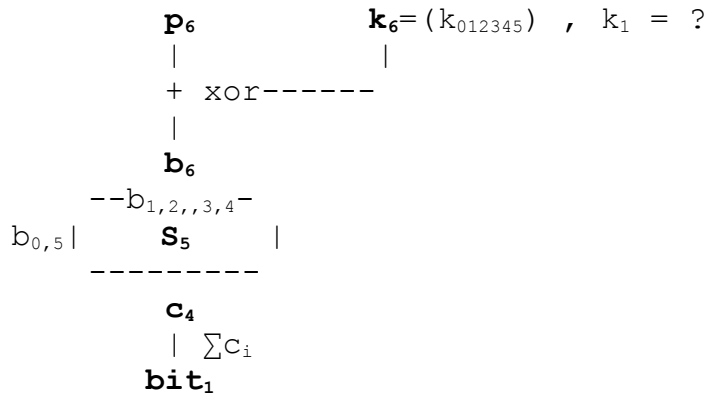 p₆ k₆=(k₀₁₂₃₄₅) , k₁ = ?
| |
+ xor------
|
b₆
--b₁,₂,,₃,₄-
b₀,₅| S₅ |
---------
c₄
| ∑cᵢ
bit₁